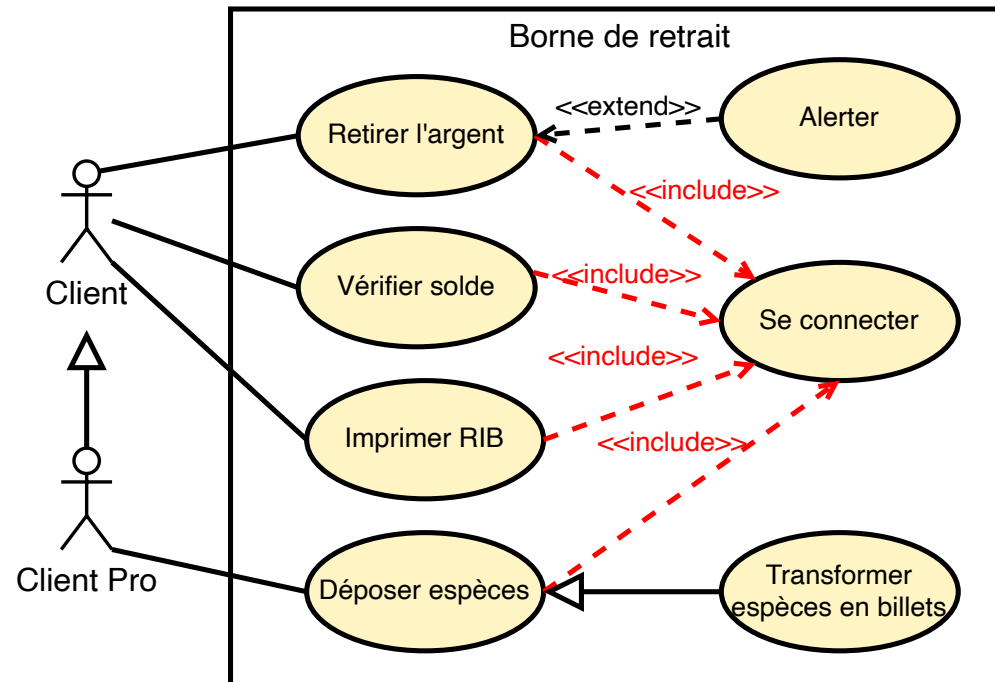 Borne de retrait
Retirer l'argent
<<extend>>
Alerter
<<include>>
Client
Vérifier solde
<<include>>
Se connecter
<<include>>
Imprimer RIB
<<include>>
Client Pro
Déposer espèces
Transformer
espèces en billets